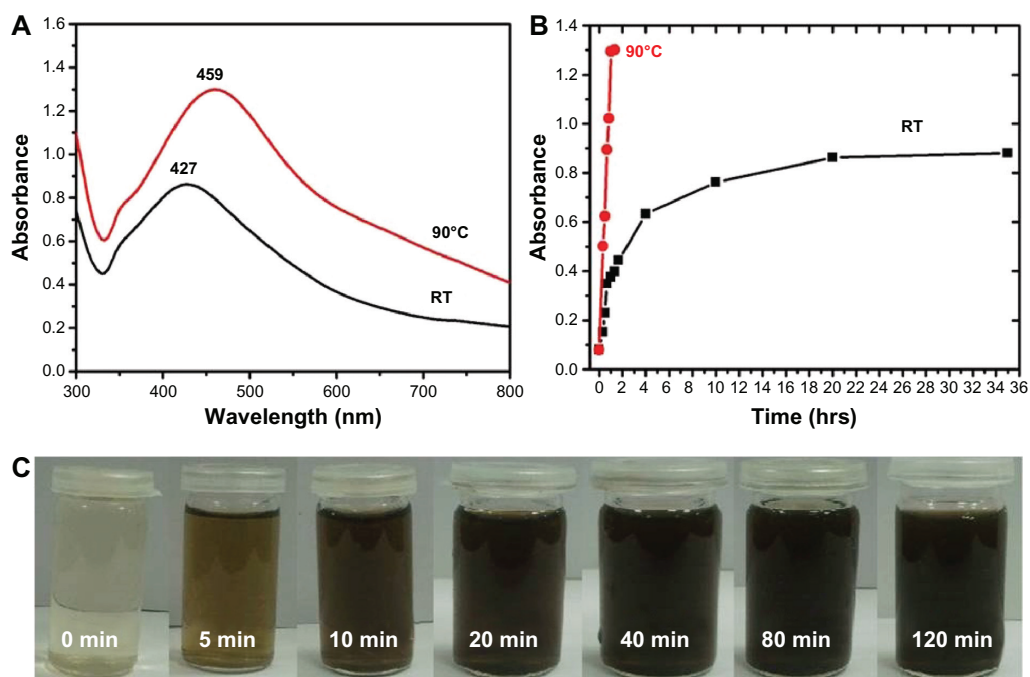 A
1.6
1.4
1.2
1.0
0.8
0.6
0.4
0.2
0.0
Absorbance
459
427
90°C
RT
300 400 500 600 700 800
Wavelength (nm)
B
1.4
1.2
1.0
0.8
0.6
0.4
0.2
0.0
Absorbance
90°C
RT
0 2 4 6 8 10 12 14 16 18 20 22 24 26 28 30 32 34 36
Time (hrs)
C
0 min 5 min 10 min 20 min 40 min 80 min 120 min